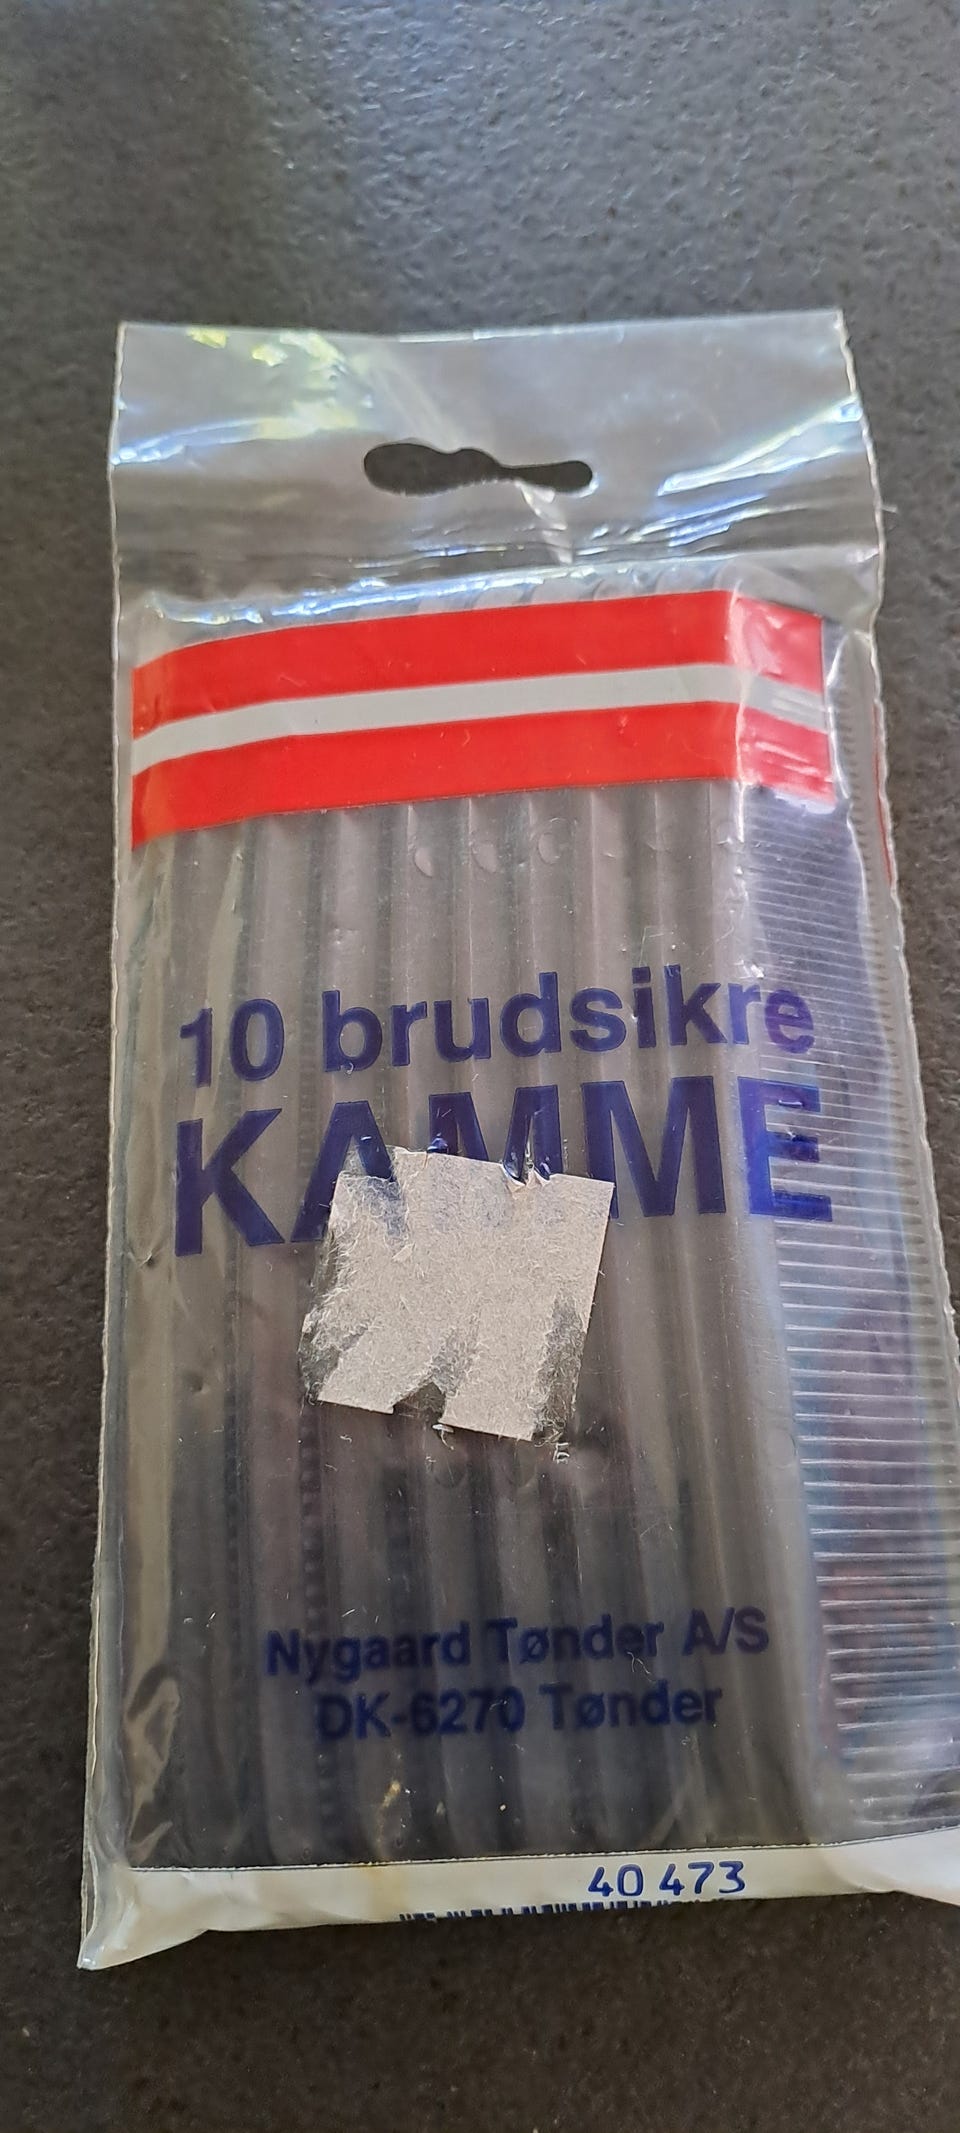 10 brudsikre
KAMME
Nygaard Tønder A/S
DK-6270 Tønder
40 473